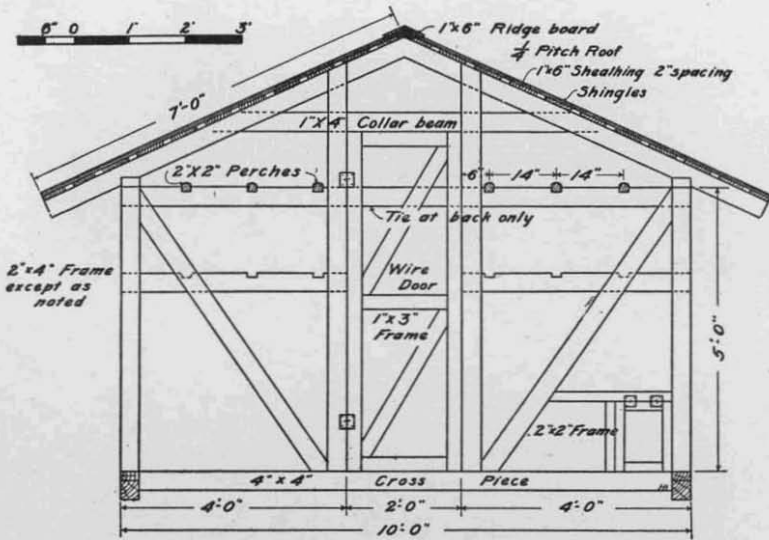 6" 0 1' 2' 3'
1"x6" Ridge board
1/4 Pitch Roof
1"x6" Sheathing 2" spacing
Shingles
7'-0"
1"X4" Collar beam
2"X2" Perches
6" 14" 14"
Tie at back only
2"x4" Frame
except as
noted
Wire
Door
1"x3"
Frame
5'-0"
2"x2" Frame
4"x4" Cross Piece
4'-0" 2'-0" 4'-0"
10'-0"